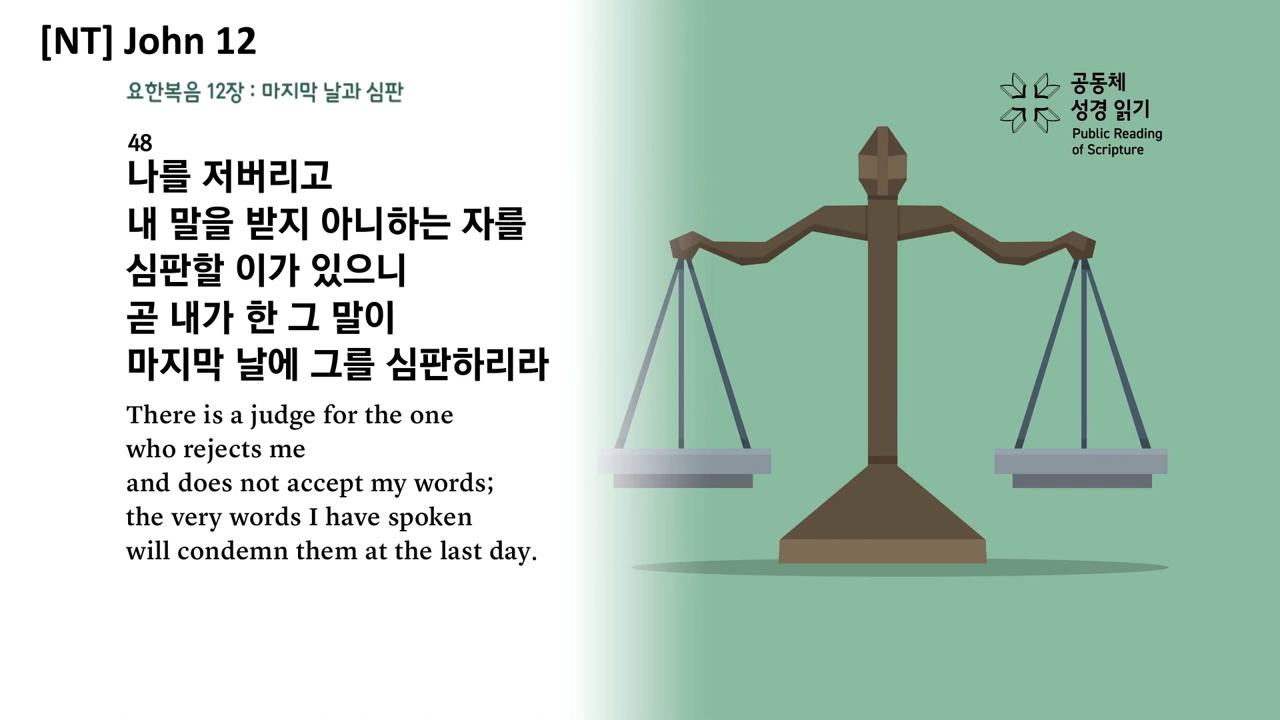 [NT] John 12
요한복음 12장 : 마지막 날과 심판
48
나를 저버리고
내 말을 받지 아니하는 자를
심판할 이가 있으니
곧 내가 한 그 말이
마지막 날에 그를 심판하리라
There is a judge for the one
who rejects me
and does not accept my words;
the very words I have spoken
will condemn them at the last day.
공동체
성경 읽기
Public Reading
of Scripture